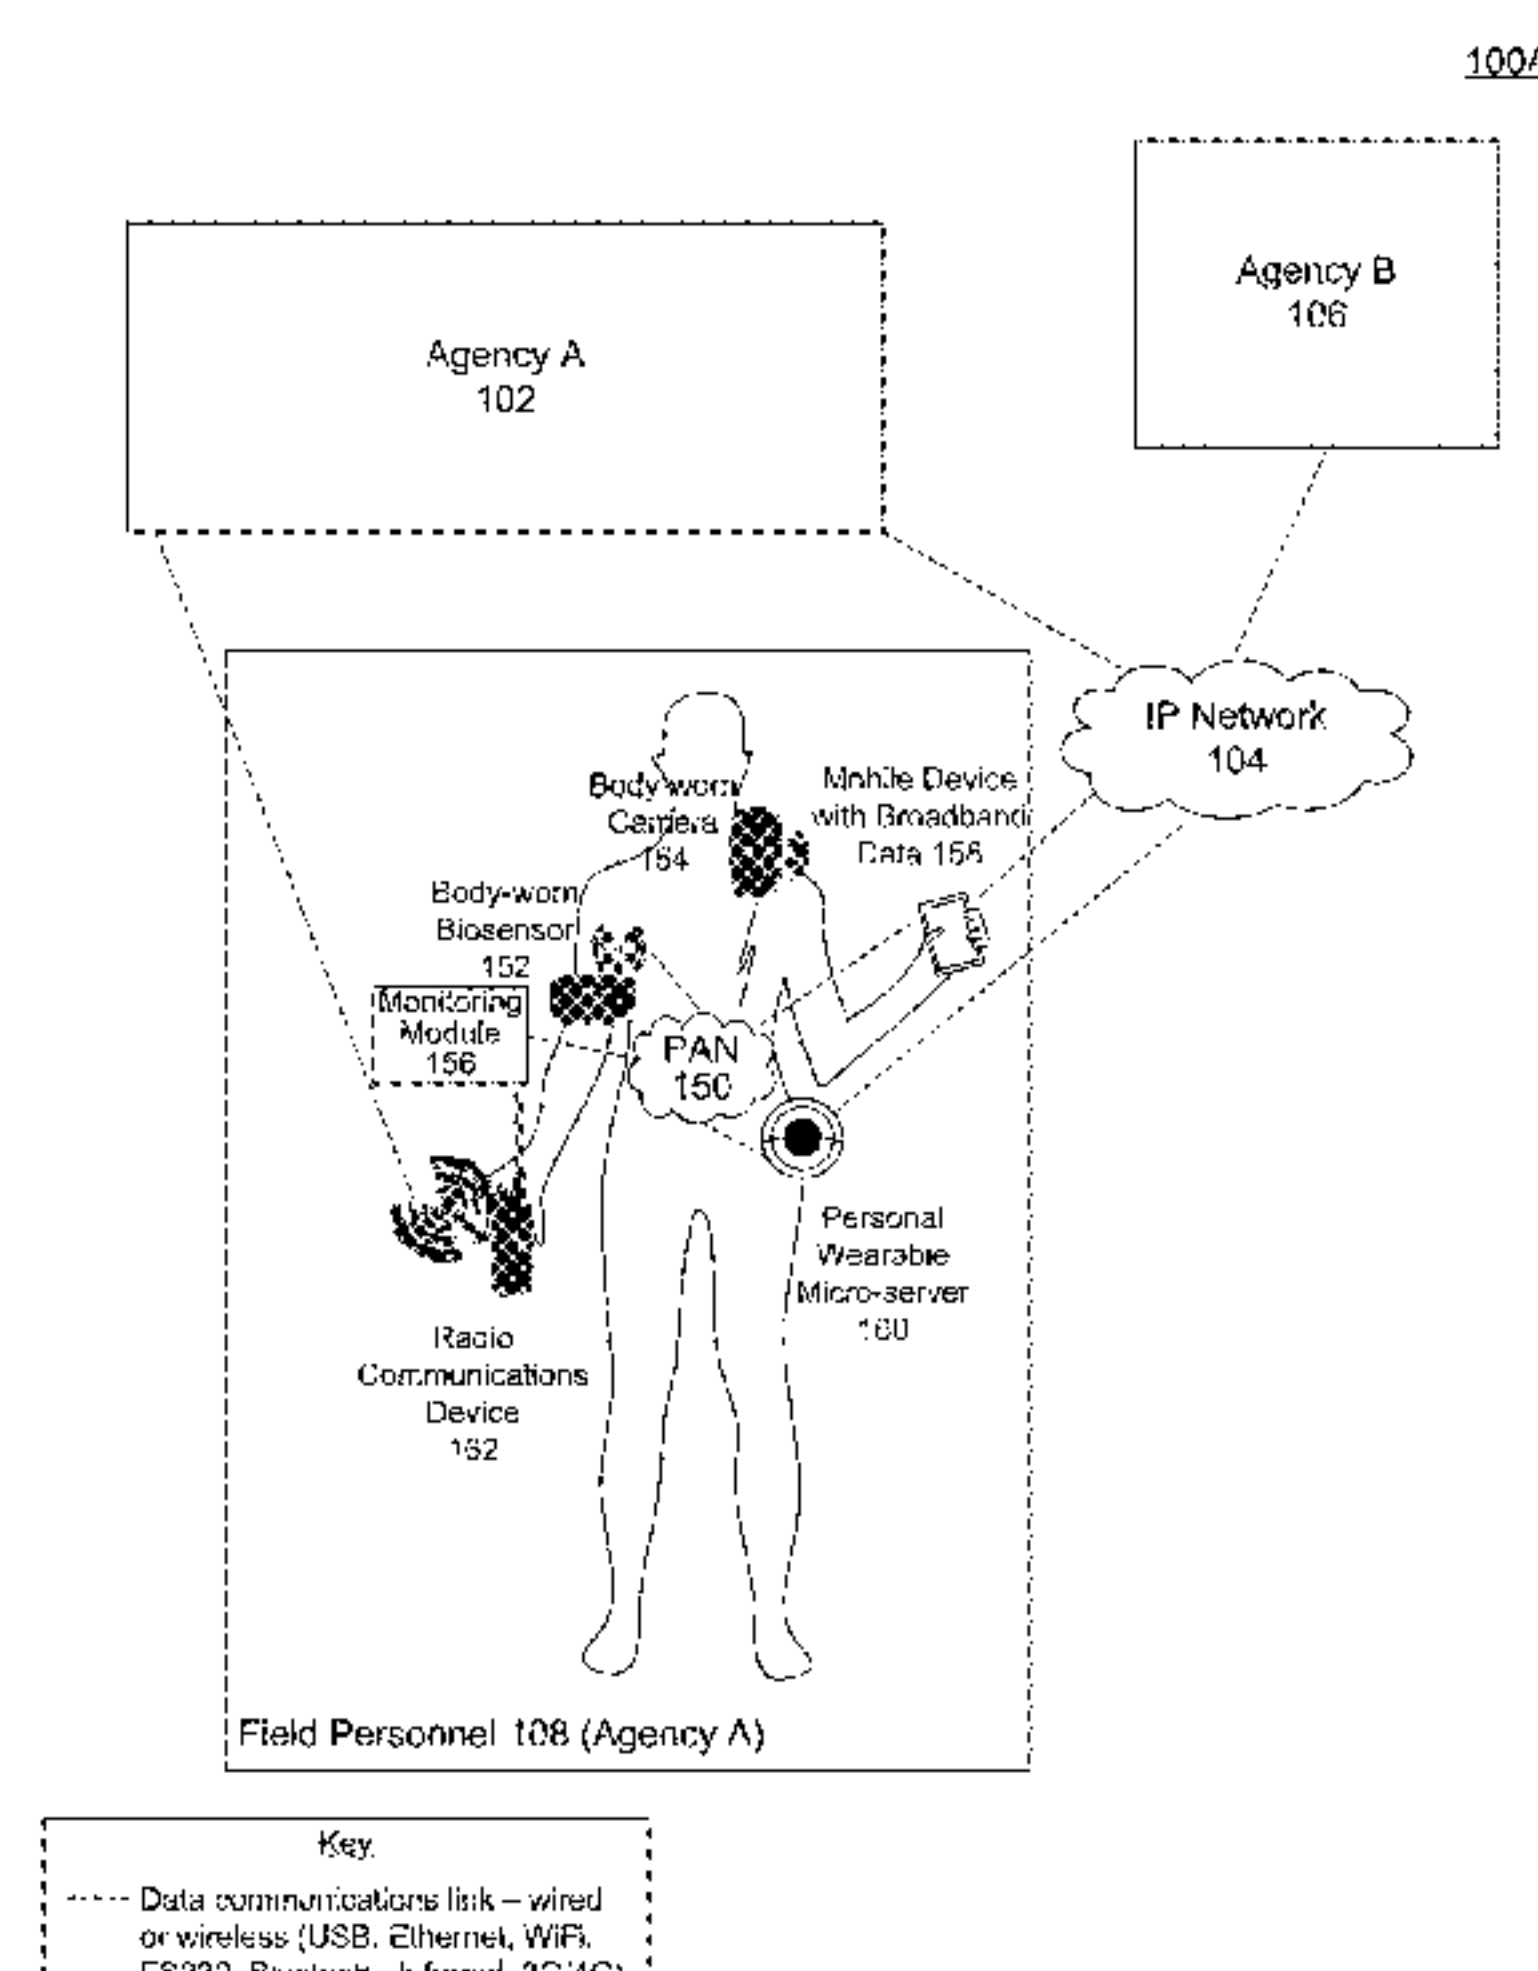 100A
Agency B
106
Agency A
102
IP Network
104
Body-worn
Camera
154
Mobile Device
with Broadband
Data 158
Body-worn
Biosensor
152
Monitoring
Module
156
PAN
150
Personal
Wearable
Micro-server
160
Radio
Communications
Device
162
Field Personnel 108 (Agency A)
Key
Data communications link – wired
or wireless (USB, Ethernet, WiFi,